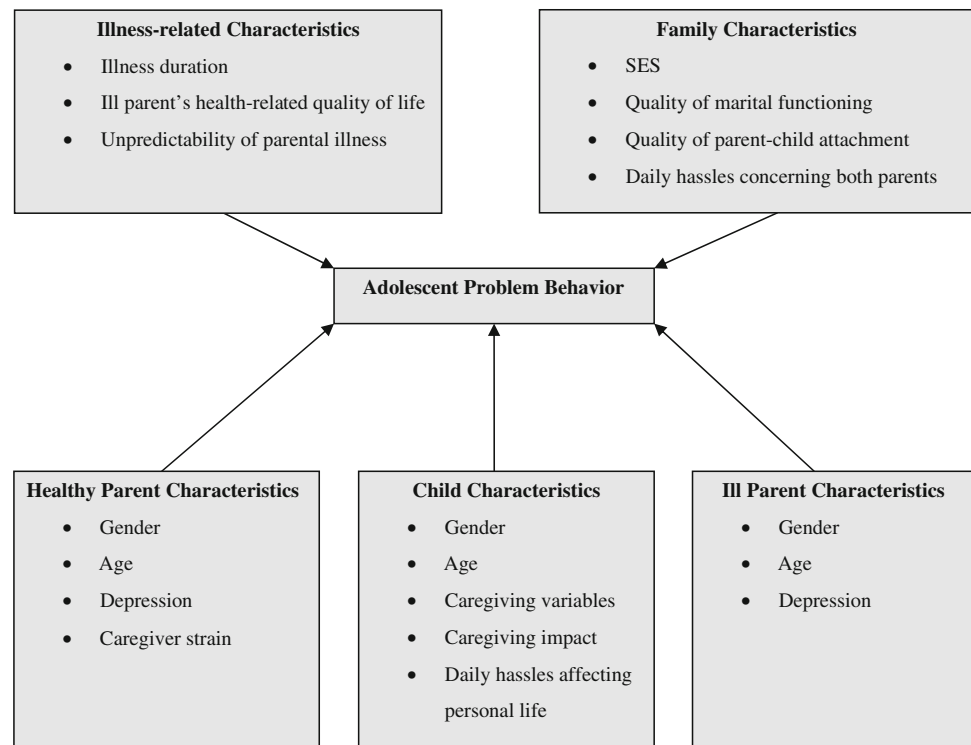 Illness-related Characteristics
• Illness duration
• Ill parent's health-related quality of life
• Unpredictability of parental illness
Family Characteristics
• SES
• Quality of marital functioning
• Quality of parent-child attachment
• Daily hassles concerning both parents
Adolescent Problem Behavior
Healthy Parent Characteristics
• Gender
• Age
• Depression
• Caregiver strain
Child Characteristics
• Gender
• Age
• Caregiving variables
• Caregiving impact
• Daily hassles affecting
personal life
Ill Parent Characteristics
• Gender
• Age
• Depression